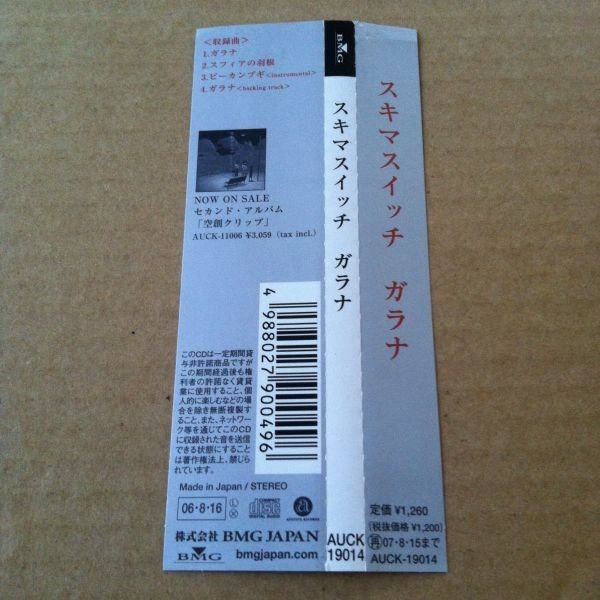 <収録曲>
1.ガラナ
2.スフィアの羽根
3.ピーカンブギ<instrumental>
4.ガラナ<backing track>
NOW ON SALE
セカンド・アルバム
「空創クリップ」
AUCK-11006 ¥3,059 (tax incl.)
4 988027 900496
このCDは一定期間貸
与非許諾商品ですが
この期間経過後も権
利者の許諾なく賃貸
業に使用すること、個
人的に楽しむなどの場
合を除き無断複製す
ること、また、ネットワー
ク等を通じてこのCD
に収録された音を送信
できる状態にすること
は著作権法上、禁じら
れています。
Made in Japan / STEREO
06・8・16
COMPACT
disc
DIGITAL AUDIO
株式会社 BMG JAPAN
BMG
bmgjapan.com
BMG
スキマスイッチ ガラナ
AUCK
19014
スキマスイッチ ガラナ
定価 ¥1,260
(税抜価格 ¥1,200)
再07・8・15まで
AUCK-19014